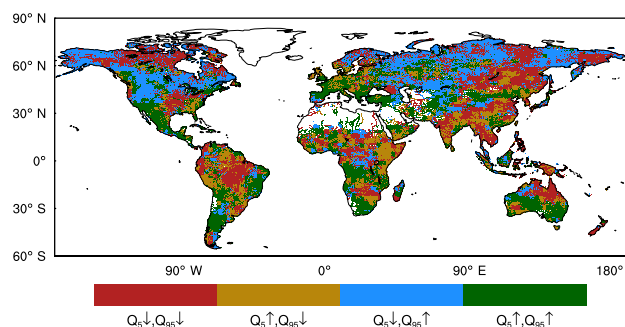 90° N
60° N
30° N
0°
30° S
60° S
90° W 0° 90° E 180°
Q₅↓,Q₉₅↓ Q₅↑,Q₉₅↓ Q₅↓,Q₉₅↑ Q₅↑,Q₉₅↑